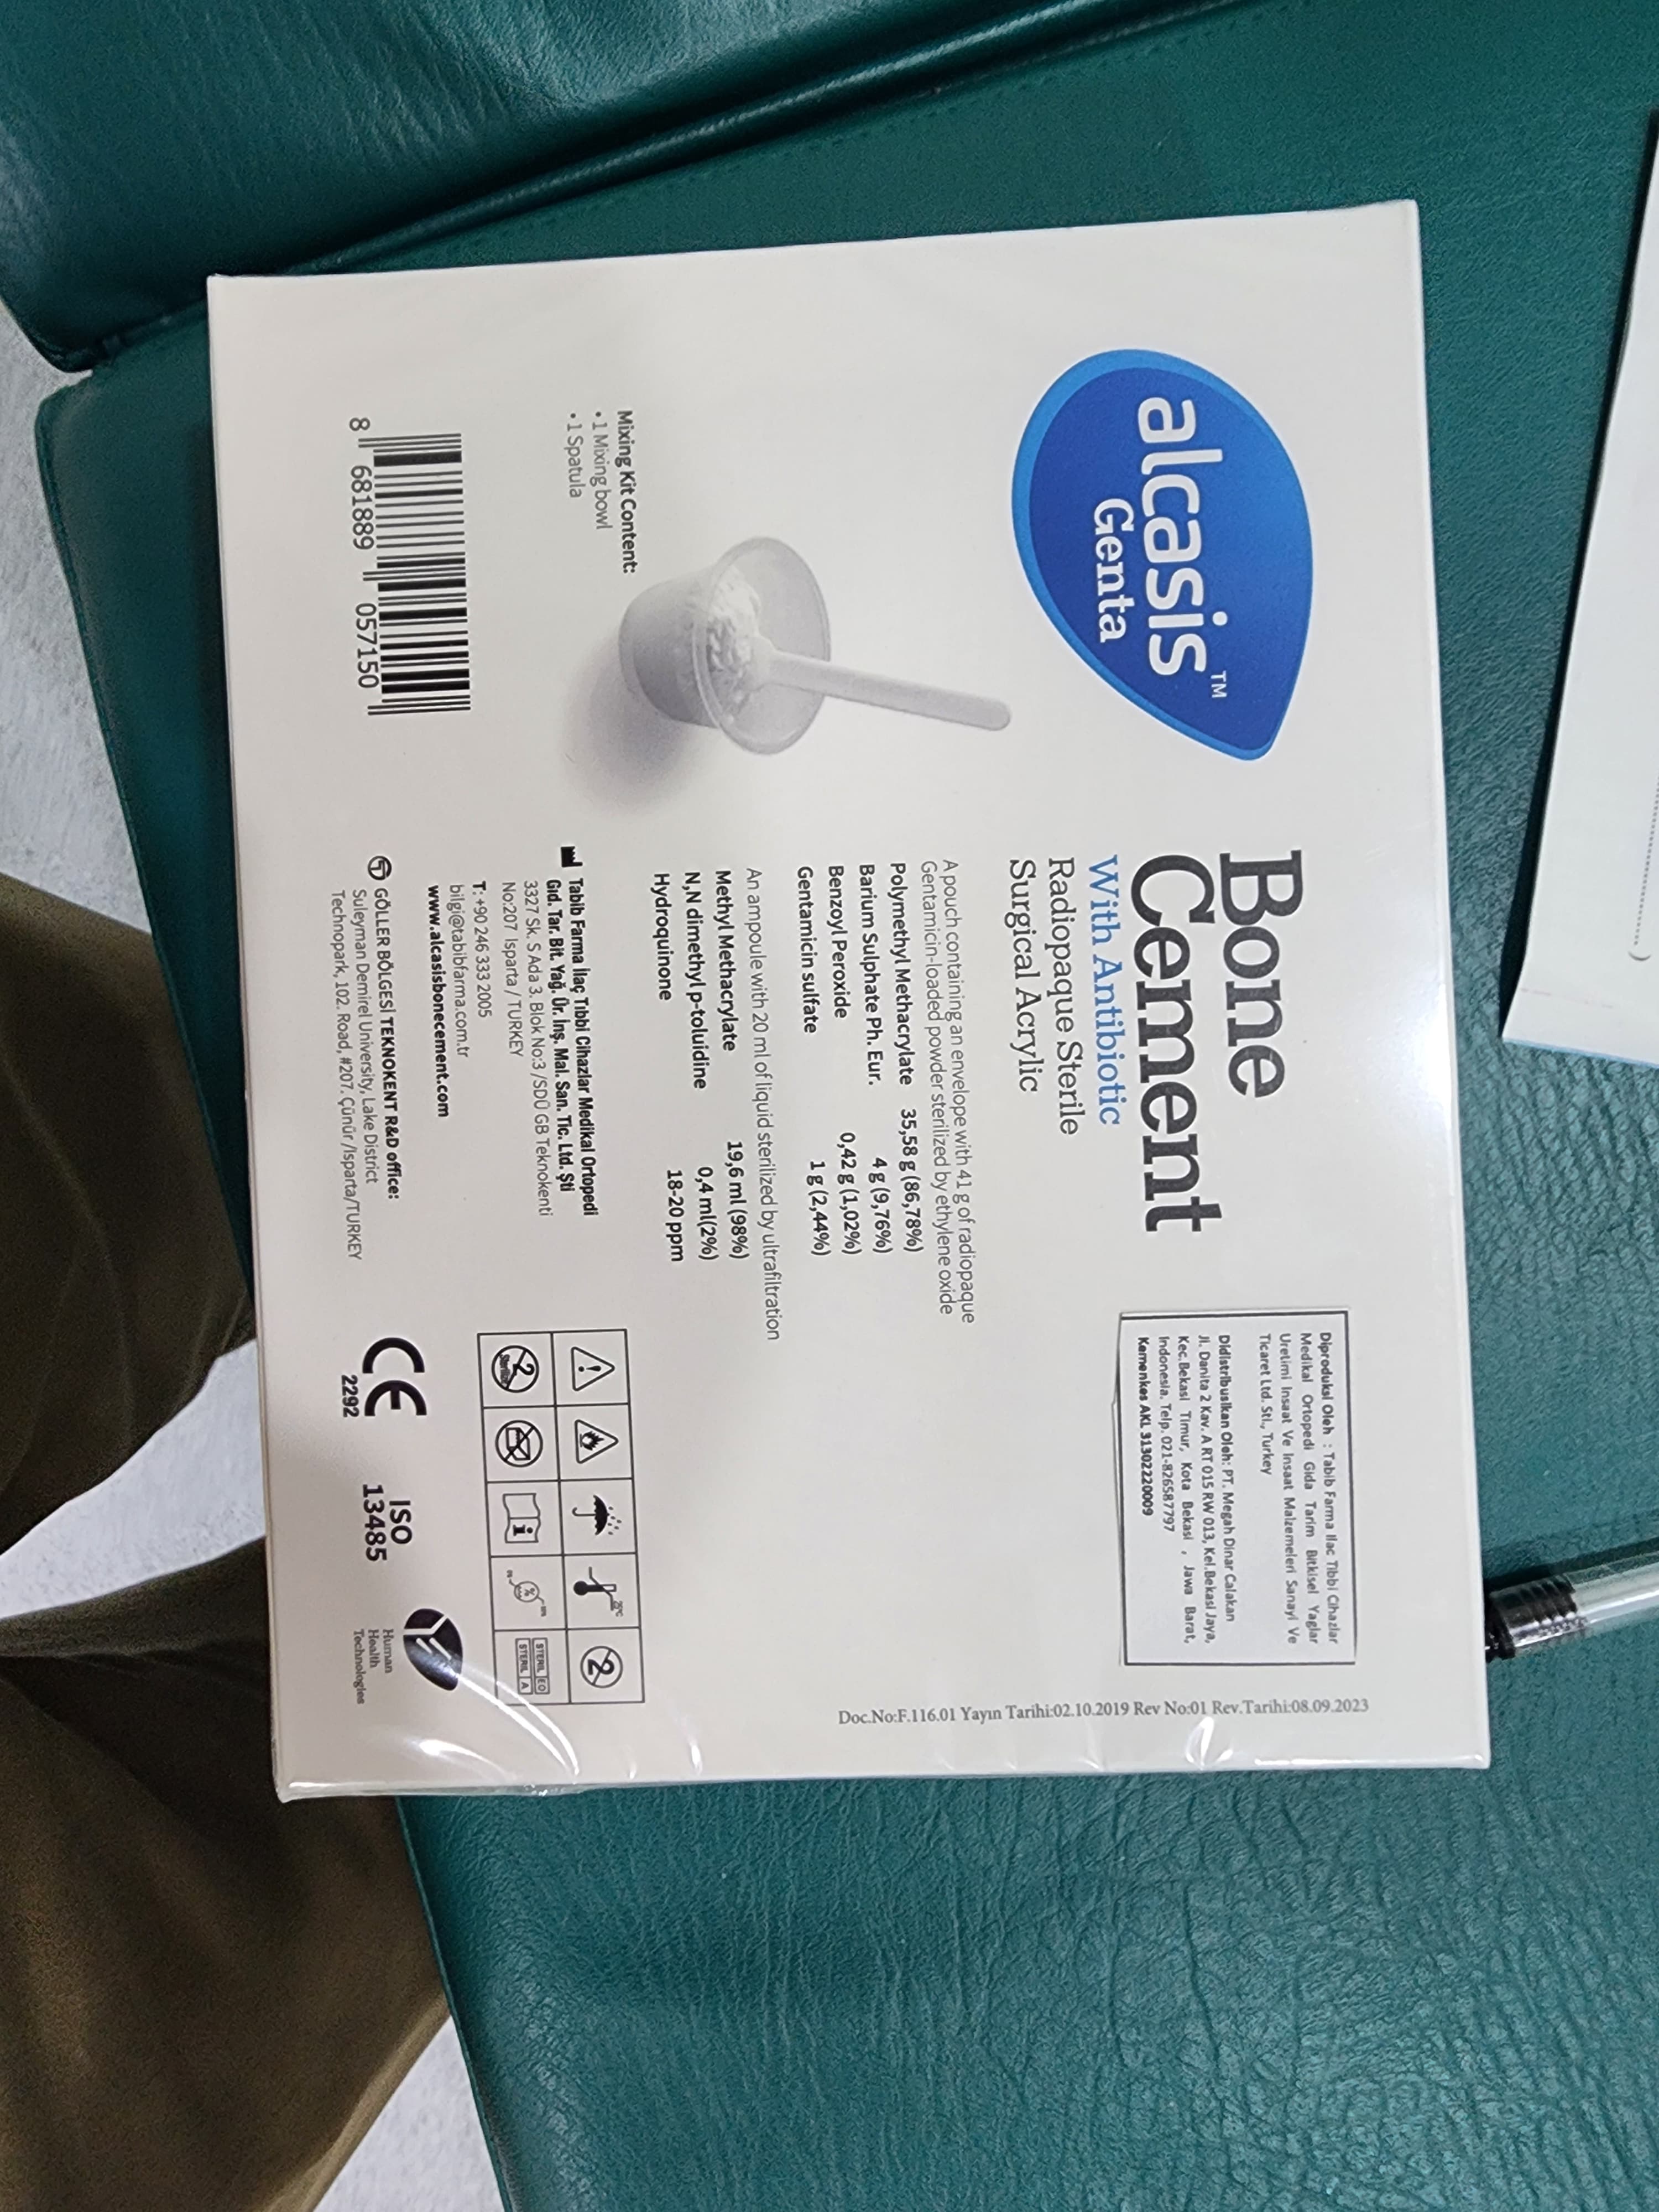 alcasis™
Genta
Bone
Cement
With Antibiotic
Radiopaque Sterile
Surgical Acrylic
Diproduksi Oleh : Tabib Farma Ilac Tibbi Cihazlar
Medikal Ortopedi Gida Tarim Bitkisel Yaglar
Uretimi Insaat Ve Insaat Malzemeleri Sanayi Ve
Ticaret Ltd. Sti., Turkey
Didistribusikan Oleh: PT. Megah Dinar Calakan
Jl. Danita 2 Kav. A RT 015 RW 013, Kel.Bekasi Jaya,
Kec.Bekasi Timur, Kota Bekasi , Jawa Barat,
Indonesia. Telp. 021-826587797
Kemenkes AKL 31302220009
A pouch containing an envelope with 41 g of radiopaque
Gentamicin-loaded powder sterilized by ethylene oxide
Polymethyl Methacrylate 35,58 g (86,78%)
Barium Sulphate Ph. Eur. 4 g (9,76%)
Benzoyl Peroxide 0,42 g (1,02%)
Gentamicin sulfate 1 g (2,44%)
An ampoule with 20 ml of liquid sterilized by ultrafiltration
Methyl Methacrylate 19,6 ml (98%)
N,N dimethyl p-toluidine 0,4 ml(2%)
Hydroquinone 18-20 ppm
Mixing Kit Content:
• 1 Mixing bowl
• 1 Spatula
8 681889 057150
Tabib Farma İlaç Tıbbi Cihazlar Medikal Ortopedi
Gıd. Tar. Bit. Yağ. Ür. İnş. Mal. San. Tic. Ltd. Şti
3327 Sk. S Ada 3. Blok No:3 /SDÜ GB Teknokenti
No:207 Isparta / TURKEY
T: +90 246 333 2005
bilgi@tabibfarma.com.tr
www.alcasisbonecement.com
GÖLLER BÖLGESİ TEKNOKENT R&D office:
Suleyman Demirel University, Lake District
Technopark, 102. Road, #207. Çünür /Isparta/TURKEY
2
STERIL EO
STERIL A
CE
2292
ISO
13485
Human
Health
Technologies
Doc.No:F.116.01 Yayın Tarihi:02.10.2019 Rev No:01 Rev.Tarihi:08.09.2023